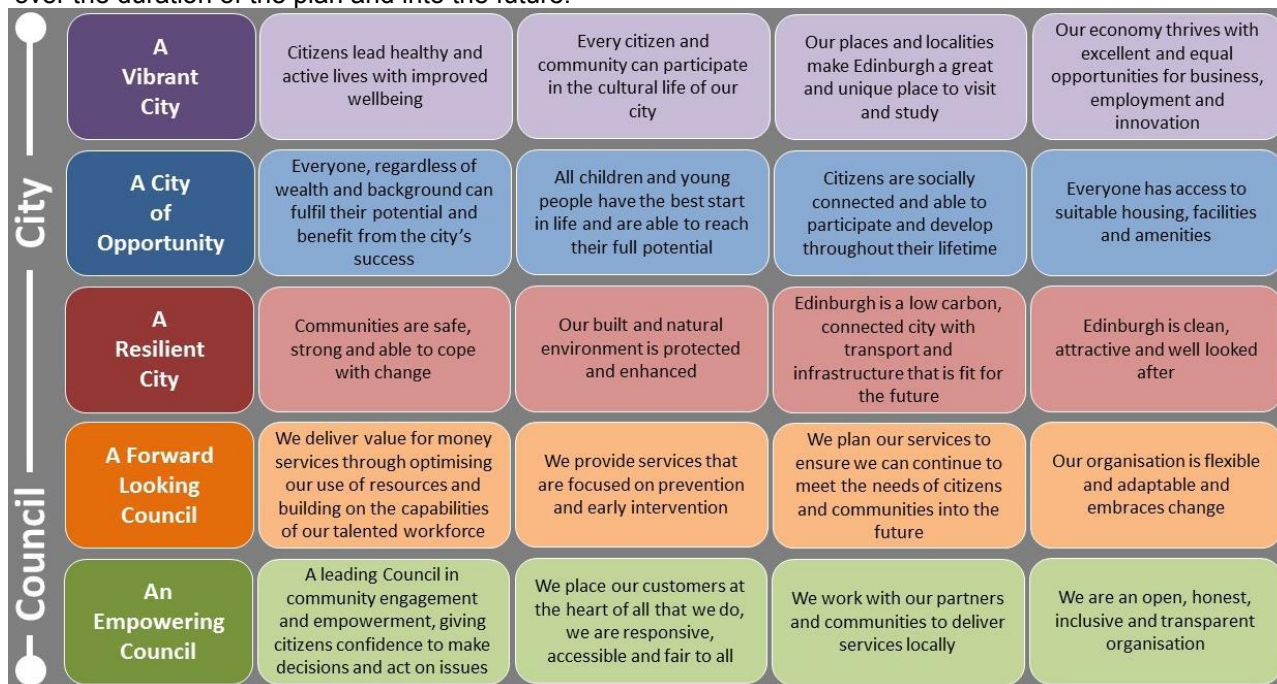 over the duration of the plan and into the future.
City
Council
A
Vibrant
City
Citizens lead healthy and
active lives with improved
wellbeing
Every citizen and
community can participate
in the cultural life of our
city
Our places and localities
make Edinburgh a great
and unique place to visit
and study
Our economy thrives with
excellent and equal
opportunities for business,
employment and
innovation
A City
of
Opportunity
Everyone, regardless of
wealth and background can
fulfil their potential and
benefit from the city's
success
All children and young
people have the best start
in life and are able to reach
their full potential
Citizens are socially
connected and able to
participate and develop
throughout their lifetime
Everyone has access to
suitable housing, facilities
and amenities
A
Resilient
City
Communities are safe,
strong and able to cope
with change
Our built and natural
environment is protected
and enhanced
Edinburgh is a low carbon,
connected city with
transport and
infrastructure that is fit for
the future
Edinburgh is clean,
attractive and well looked
after
A Forward
Looking
Council
We deliver value for money
services through optimising
our use of resources and
building on the capabilities
of our talented workforce
We provide services that
are focused on prevention
and early intervention
We plan our services to
ensure we can continue to
meet the needs of citizens
and communities into the
future
Our organisation is flexible
and adaptable and
embraces change
An
Empowering
Council
A leading Council in
community engagement
and empowerment, giving
citizens confidence to make
decisions and act on issues
We place our customers at
the heart of all that we do,
we are responsive,
accessible and fair to all
We work with our partners
and communities to deliver
services locally
We are an open, honest,
inclusive and transparent
organisation